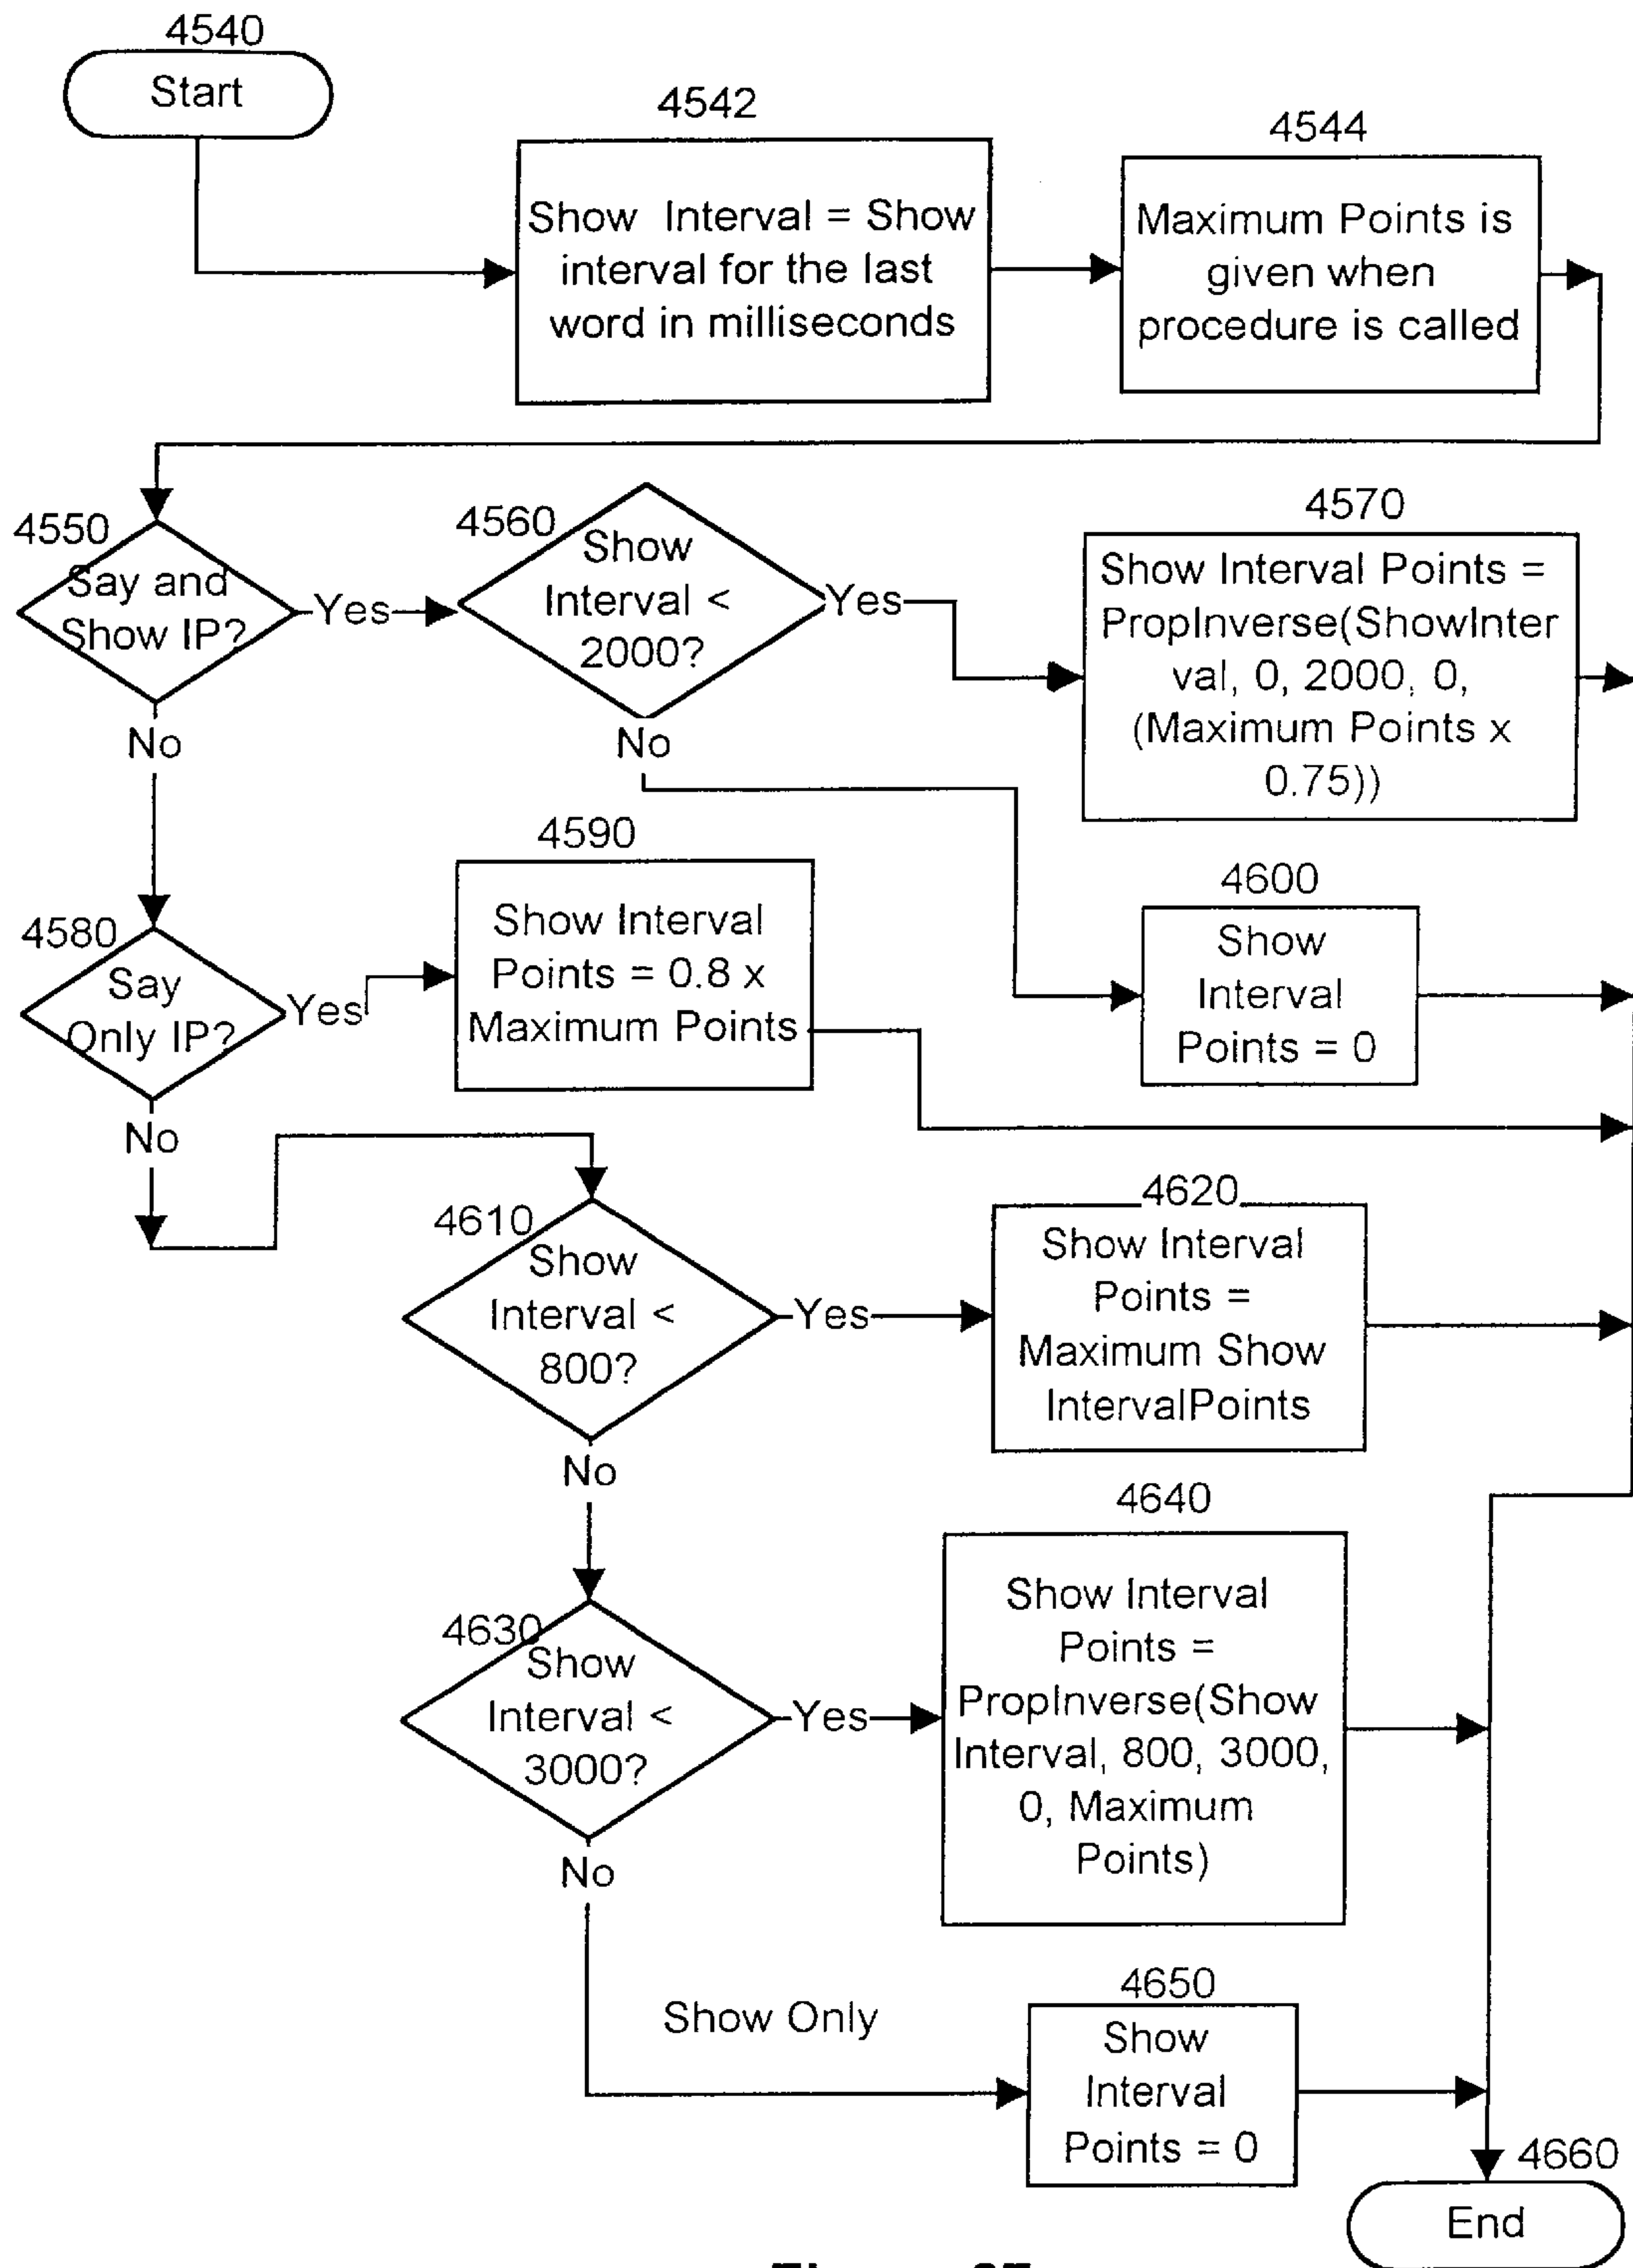 4540
Start
4542
Show Interval = Show
interval for the last
word in milliseconds
4544
Maximum Points is
given when
procedure is called
4550
Say and
Show IP?
Yes
No
4560
Show
Interval <
2000?
Yes
No
4570
Show Interval Points =
PropInverse(ShowInter
val, 0, 2000, 0,
(Maximum Points x
0.75))
4580
Say
Only IP?
Yes
No
4590
Show Interval
Points = 0.8 x
Maximum Points
4600
Show
Interval
Points = 0
4610
Show
Interval <
800?
Yes
No
4620
Show Interval
Points =
Maximum Show
IntervalPoints
4630
Show
Interval <
3000?
Yes
No
4640
Show Interval
Points =
PropInverse(Show
Interval, 800, 3000,
0, Maximum
Points)
Show Only
4650
Show
Interval
Points = 0
4660
End